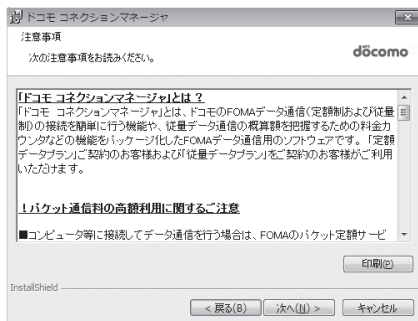 ドコモ コネクションマネージャ
注意事項
次の注意事項をお読みください。
döcomo
「ドコモ コネクションマネージャ」とは？
「ドコモ コネクションマネージャ」とは、ドコモのFOMAデータ通信(定額制および従量
制)の接続を簡単に行う機能や、従量データ通信の概算額を把握するための料金カ
ウンタなどの機能をパッケージ化したFOMAデータ通信用のソフトウェアです。「定額
データプラン」ご契約のお客様および「従量データプラン」をご契約のお客様がご利用
いただけます。
！パケット通信料の高額利用に関するご注意
■コンピュータ等に接続してデータ通信を行う場合は、FOMAのパケット定額サービ
印刷(P)
InstallShield
< 戻る(B)
次へ(N) >
キャンセル